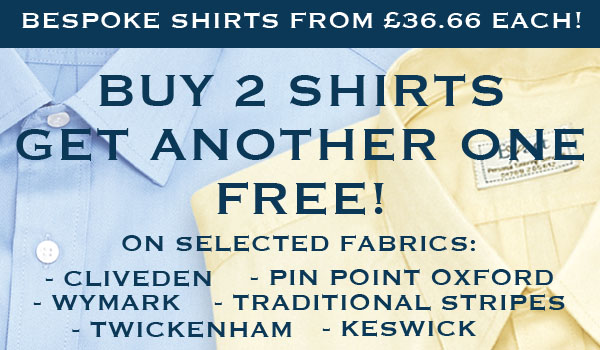 BESPOKE SHIRTS FROM £36.66 EACH!
BUY 2 SHIRTS
GET ANOTHER ONE
FREE!
ON SELECTED FABRICS:
- CLIVEDEN - PIN POINT OXFORD
- WYMARK - TRADITIONAL STRIPES
- TWICKENHAM - KESWICK